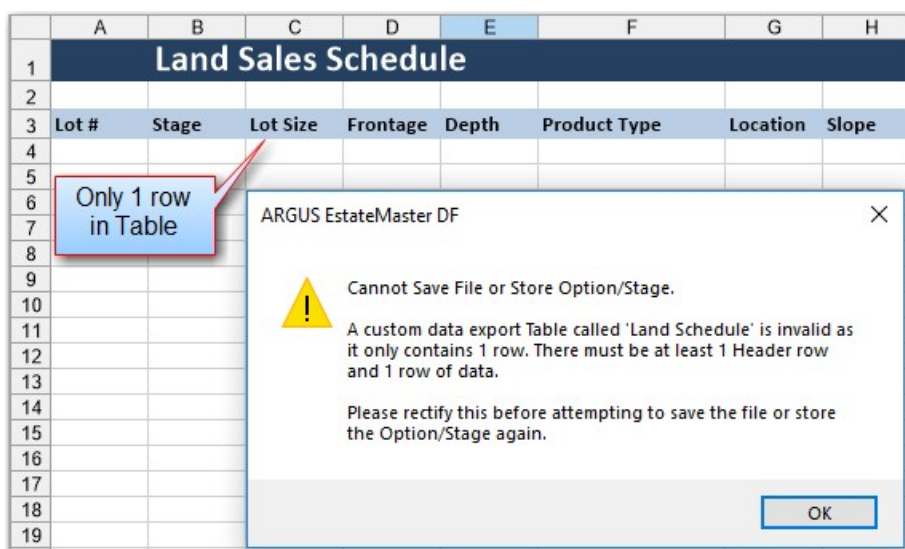 A B C D E F G H
1 Land Sales Schedule
2
3 Lot # Stage Lot Size Frontage Depth Product Type Location Slope
4
5
6
7
8
9
10
11
12
13
14
15
16
17
18
19
Only 1 row
in Table
ARGUS EstateMaster DF
Cannot Save File or Store Option/Stage.
A custom data export Table called 'Land Schedule' is invalid as
it only contains 1 row. There must be at least 1 Header row
and 1 row of data.
Please rectify this before attempting to save the file or store
the Option/Stage again.
OK